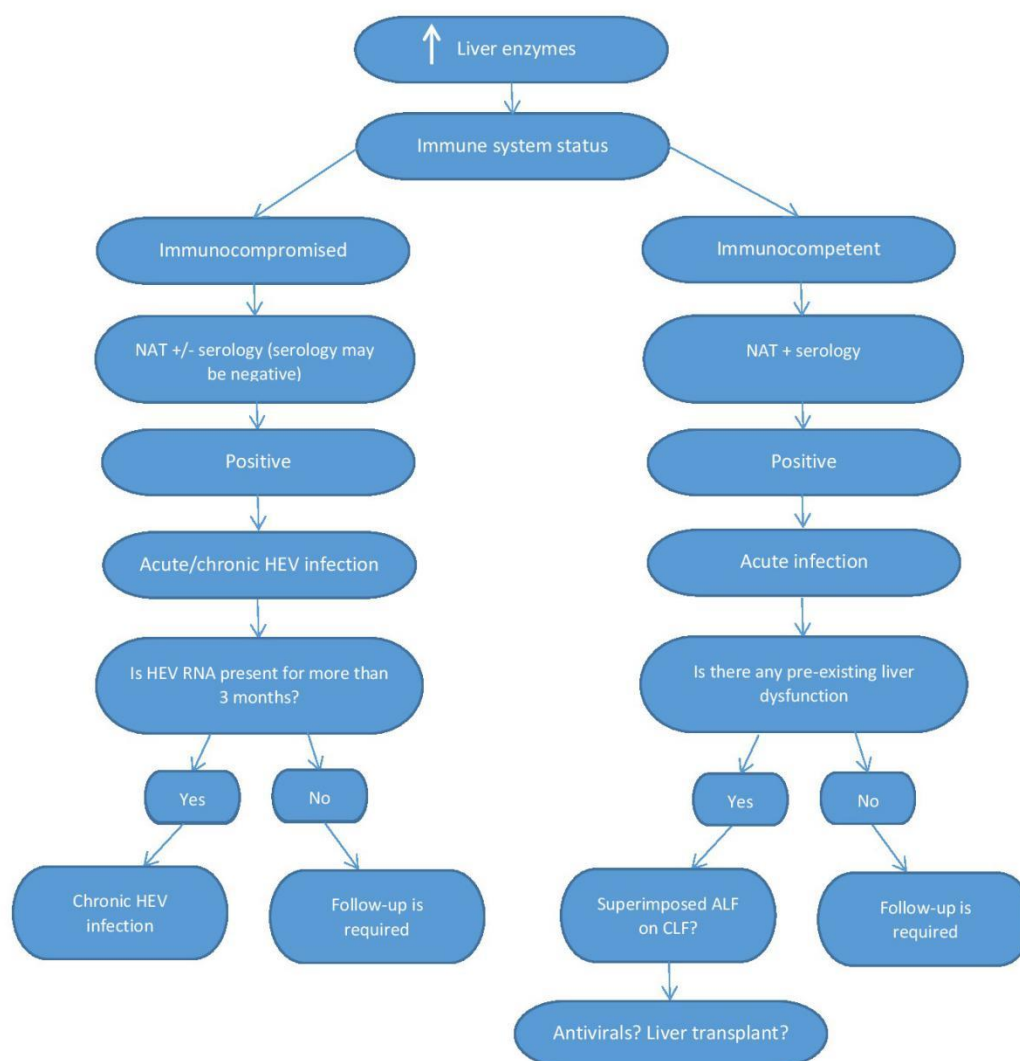 Liver enzymes
Immune system status
Immunocompromised
Immunocompetent
NAT +/- serology (serology may
be negative)
NAT + serology
Positive
Positive
Acute/chronic HEV infection
Acute infection
Is HEV RNA present for more than
3 months?
Is there any pre-existing liver
dysfunction
Yes
No
Yes
No
Chronic HEV
infection
Follow-up is
required
Superimposed ALF
on CLF?
Follow-up is
required
Antivirals? Liver transplant?